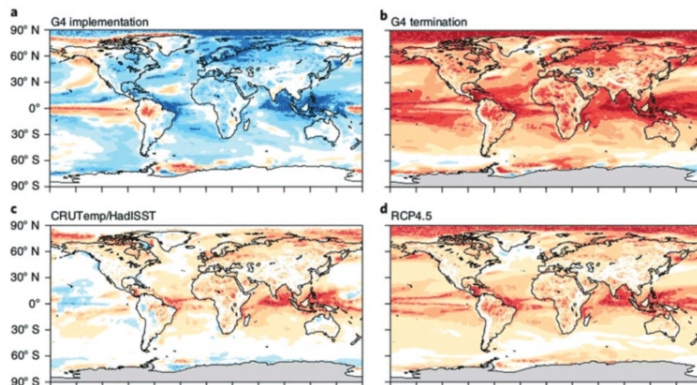 a
G4 implementation
90° N
60° N
30° N
0°
30° S
60° S
90° S
b
G4 termination
c
CRUTemp/HadISST
90° N
60° N
30° N
0°
30° S
60° S
90° S
d
RCP4.5